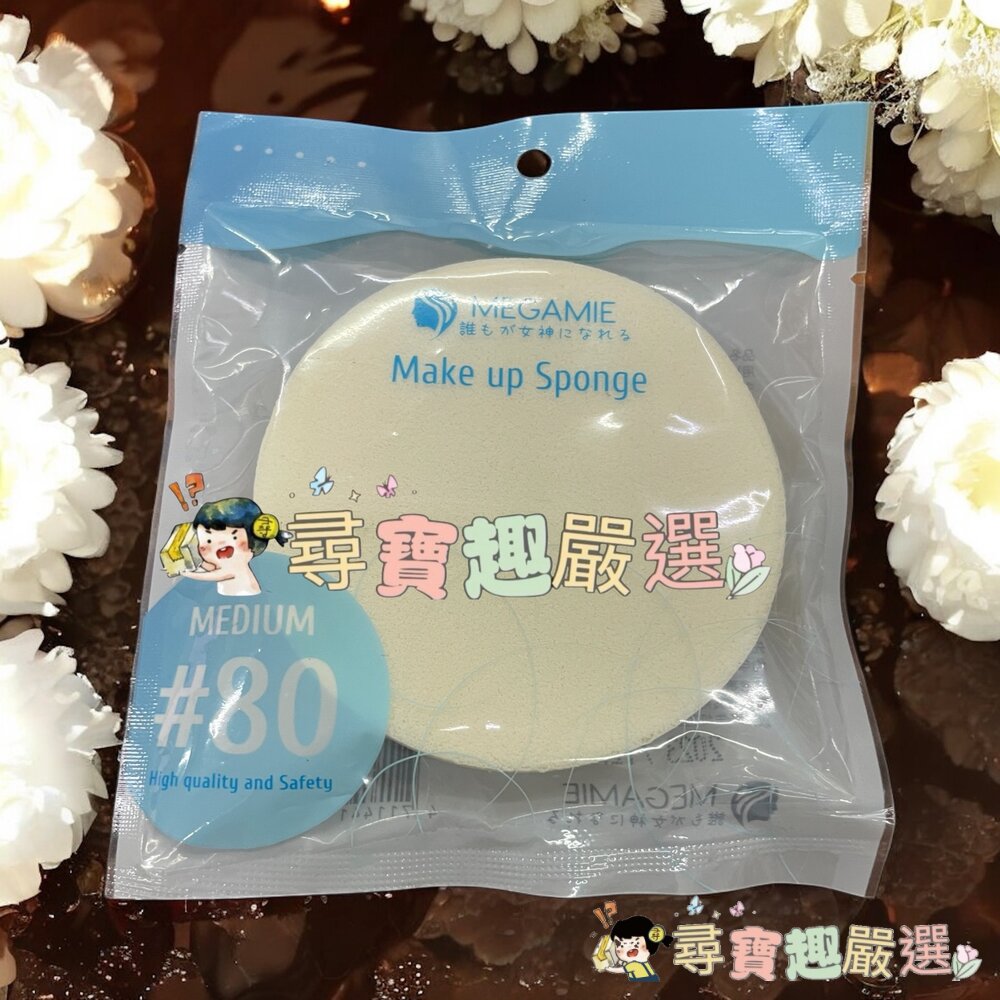 MEGAMIE
誰もが女神になれる
Make up Sponge
!?
尋寶趣嚴選
MEDIUM
#80
High quality and Safety
MEGAMIE
誰もが女神になれる
尋寶趣嚴選